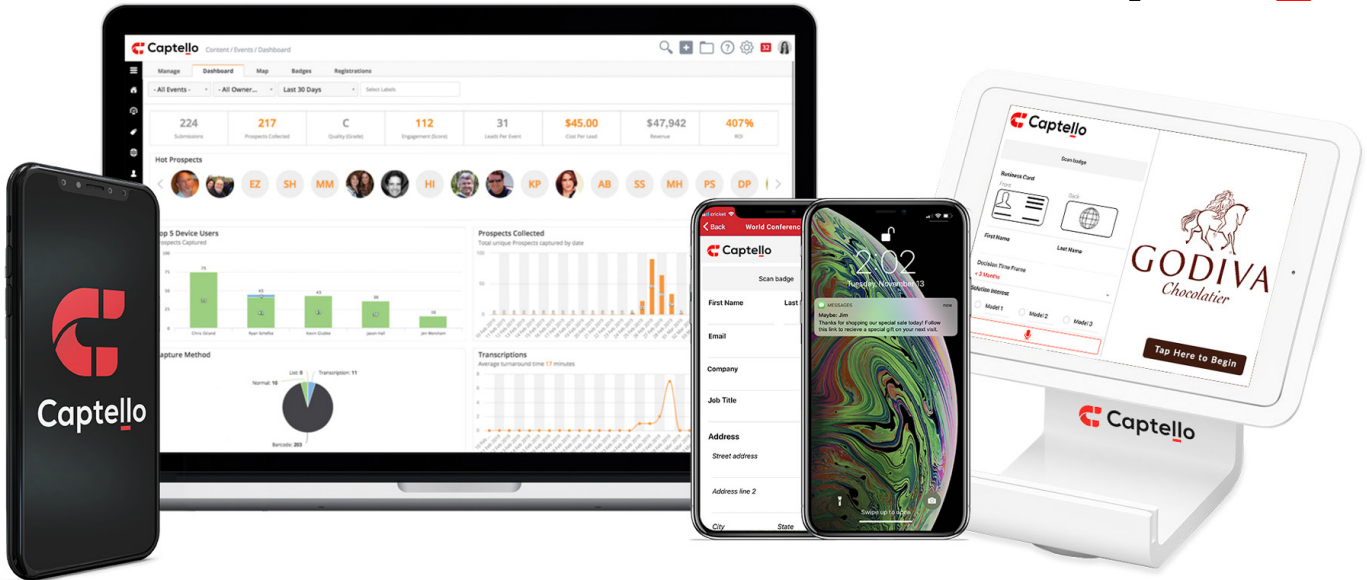 Captello
Content / Events / Dashboard
32
Manage Dashboard Map Badges Registrations
- All Events - - All Owner... Last 30 Days Select Labels
224 217 C 112 31 $45.00 $47,942 407%
Submissions Prospects Collected Quality (Grade) Engagement (Score) Leads Per Event Cost Per Lead Revenue ROI
Hot Prospects
EZ SH MM HI KP AB SS MH PS DP
Top 5 Device Users
Prospects Captured
Prospects Collected
Total unique Prospects captured by date
Capture Method
List: 0 Transcription: 11
Normal: 10
Barcode: 203
Transcriptions
Average turnaround time 17 minutes
Captello
cricket
Back World Conference
Captello
Scan badge
First Name Last
Email
Company
Job Title
Address
Street address
Address line 2
City State
2:02
Tuesday, November 13
MESSAGES now
Maybe: Jim
Thanks for shopping our special sale today! Follow
this link to recieve a special gift on your next visit.
Swipe up to open
Captello
Scan badge
Business Card
Front Back
First Name Last Name
Decision Time Frame
< 3 Months
Solution Interest
Model 1 Model 2 Model 3
GODIVA
Chocolatier
Tap Here to Begin
Captello